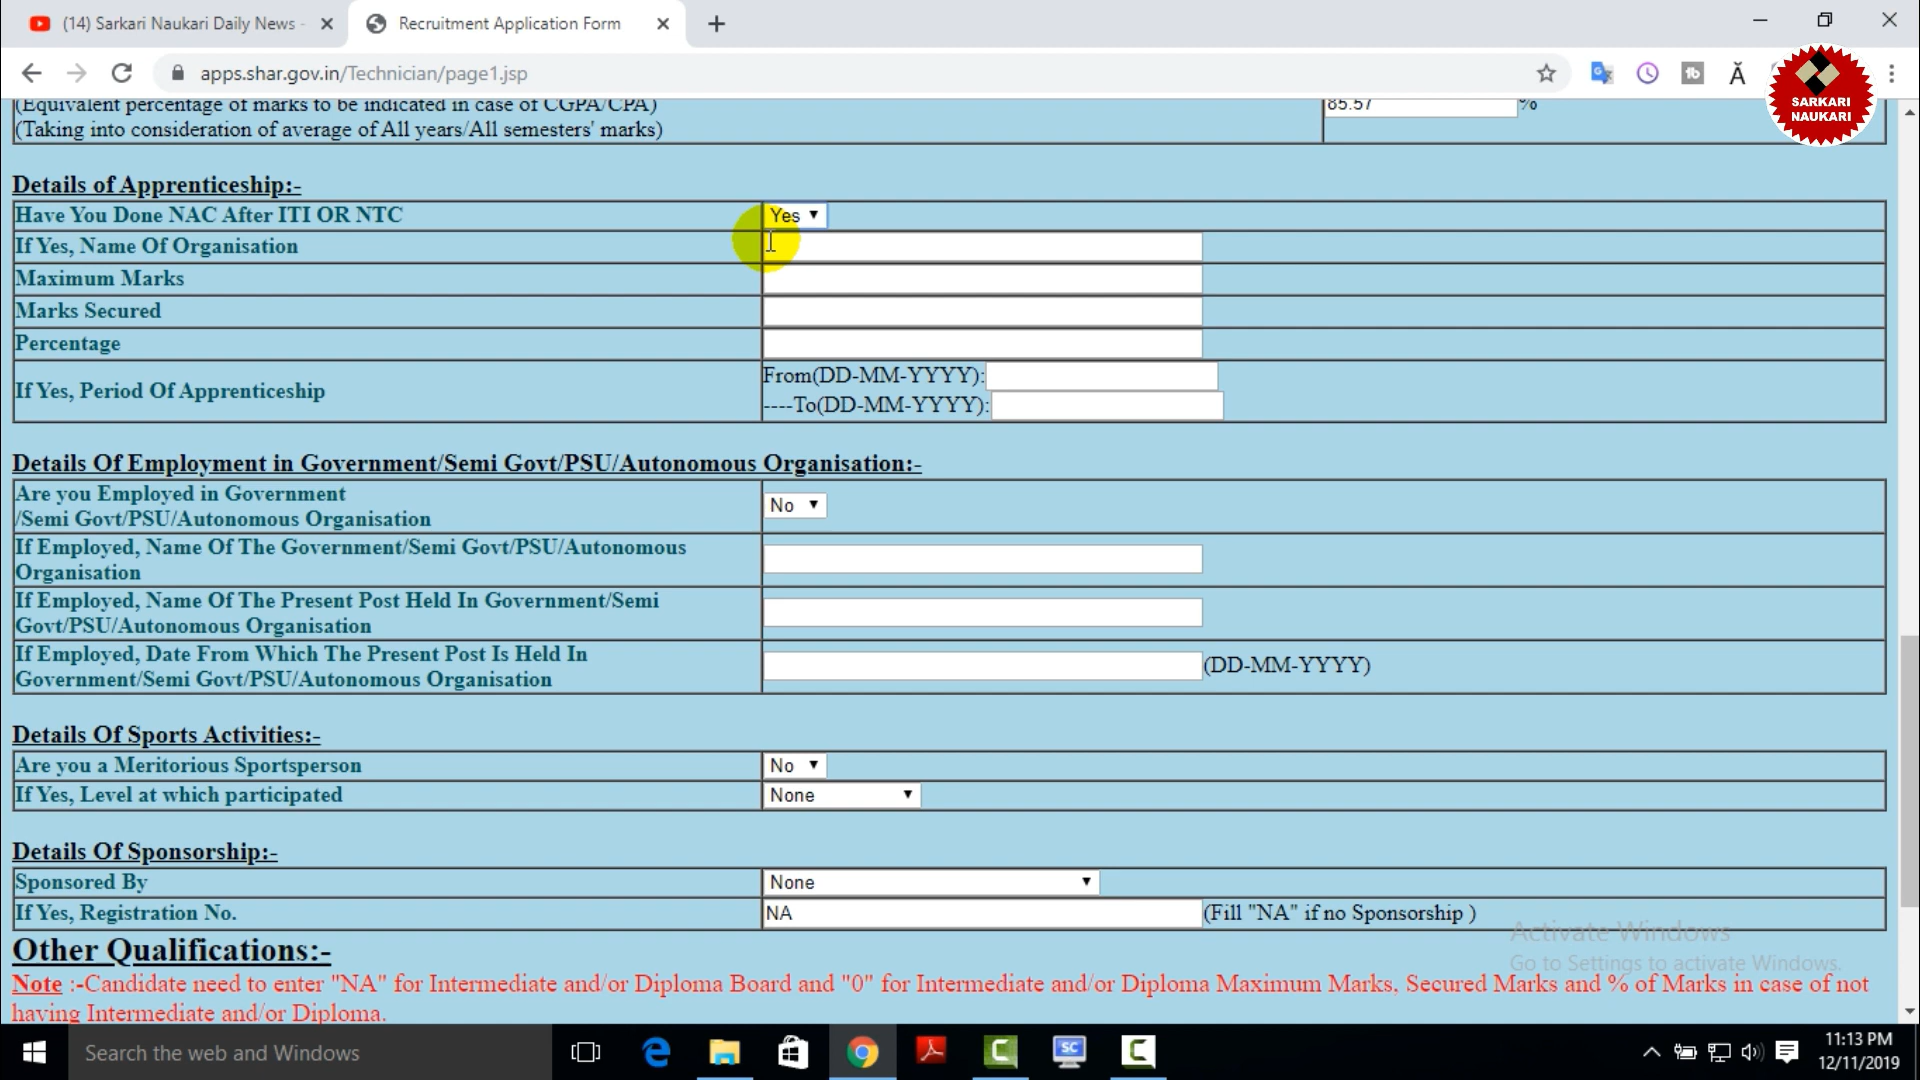 (14) Sarkari Naukari Daily News -
Recruitment Application Form
apps.shar.gov.in/Technician/page1.jsp
SARKARI
NAUKARI
(Equivalent percentage of marks to be indicated in case of CGPA/CPA)
85.57 %
(Taking into consideration of average of All years/All semesters' marks)
Details of Apprenticeship:-
Have You Done NAC After ITI OR NTC Yes
If Yes, Name Of Organisation
Maximum Marks
Marks Secured
Percentage
If Yes, Period Of Apprenticeship
From(DD-MM-YYYY):
----To(DD-MM-YYYY):
Details Of Employment in Government/Semi Govt/PSU/Autonomous Organisation:-
Are you Employed in Government
/Semi Govt/PSU/Autonomous Organisation
No
If Employed, Name Of The Government/Semi Govt/PSU/Autonomous
Organisation
If Employed, Name Of The Present Post Held In Government/Semi
Govt/PSU/Autonomous Organisation
If Employed, Date From Which The Present Post Is Held In
Government/Semi Govt/PSU/Autonomous Organisation
(DD-MM-YYYY)
Details Of Sports Activities:-
Are you a Meritorious Sportsperson No
If Yes, Level at which participated None
Details Of Sponsorship:-
Sponsored By None
If Yes, Registration No. NA (Fill "NA" if no Sponsorship )
Other Qualifications:-
Activate Windows
Go to Settings to activate Windows.
Note :-Candidate need to enter "NA" for Intermediate and/or Diploma Board and "0" for Intermediate and/or Diploma Maximum Marks, Secured Marks and % of Marks in case of not
having Intermediate and/or Diploma.
Search the web and Windows
SC
11:13 PM
12/11/2019